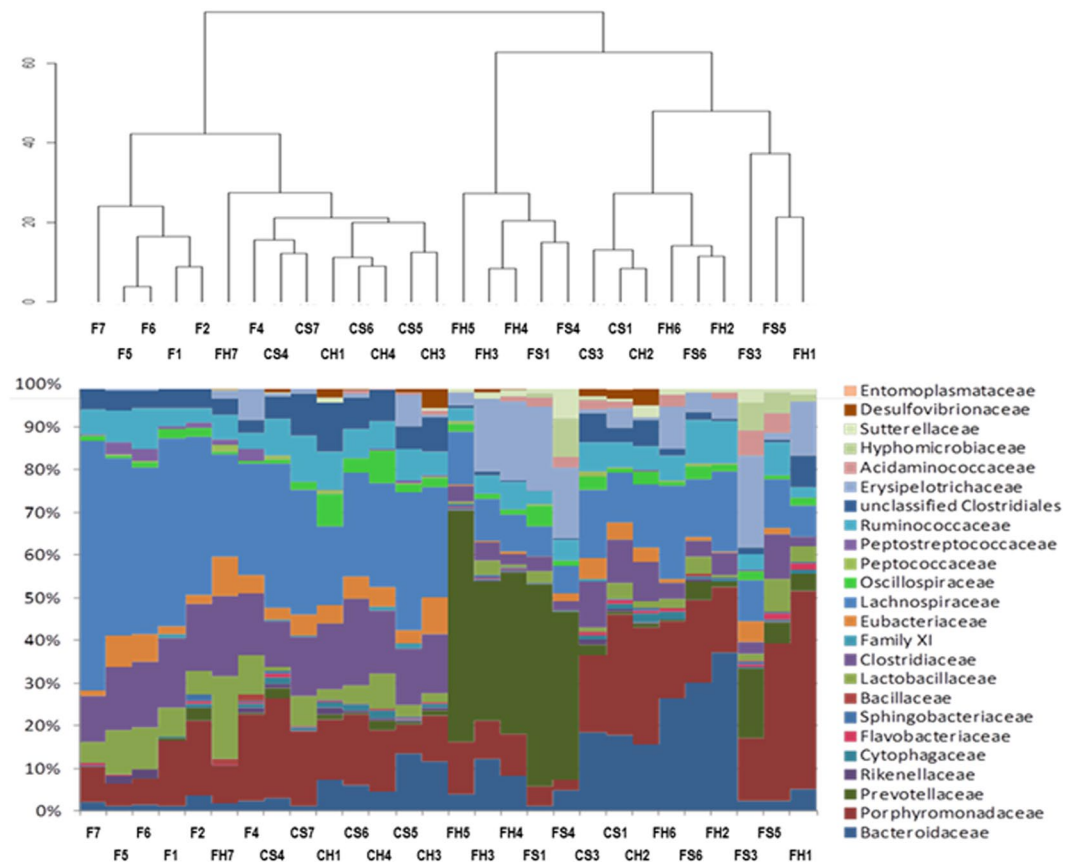 60
40
20
0
F7 F6 F2 F4 CS7 CS6 CS5 FH5 FH4 FS4 CS1 FH6 FH2 FS5
F5 F1 FH7 CS4 CH1 CH4 CH3 FH3 FS1 CS3 CH2 FS6 FS3 FH1
100%
90%
80%
70%
60%
50%
40%
30%
20%
10%
0%
Entomoplasmataceae
Desulfovibrionaceae
Sutterellaceae
Hyphomicrobiaceae
Acidaminococcaceae
Erysipelotrichaceae
unclassified Clostridiales
Ruminococcaceae
Peptostreptococcaceae
Peptococcaceae
Oscillospiraceae
Lachnospiraceae
Eubacteriaceae
Family XI
Clostridiaceae
Lactobacillaceae
Bacillaceae
Sphingobacteriaceae
Flavobacteriaceae
Cytophagaceae
Rikenellaceae
Prevotellaceae
Porphyromonadaceae
Bacteroidaceae
F7 F6 F2 F4 CS7 CS6 CS5 FH5 FH4 FS4 CS1 FH6 FH2 FS5
F5 F1 FH7 CS4 CH1 CH4 CH3 FH3 FS1 CS3 CH2 FS6 FS3 FH1